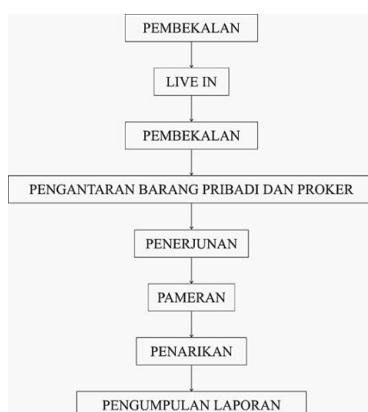 PEMBEKALAN
LIVE IN
PEMBEKALAN
PENGANTARAN BARANG PRIBADI DAN PROKER
PENERJUNAN
PAMERAN
PENARIKAN
PENGUMPULAN LAPORAN